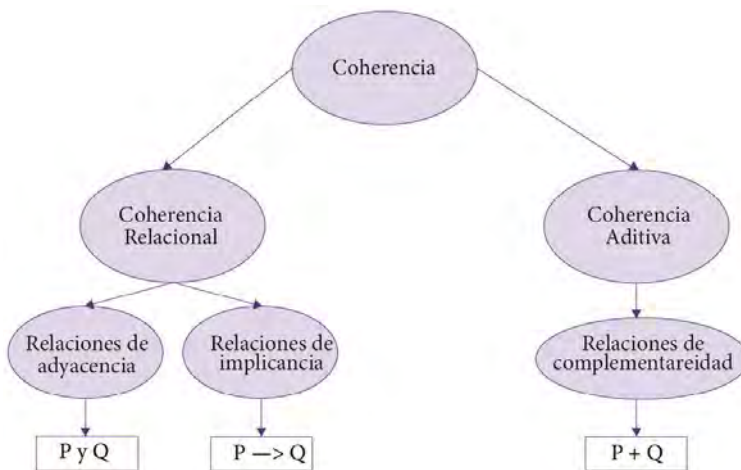 Coherencia
Coherencia
Relacional
Coherencia
Aditiva
Relaciones de
adyacencia
Relaciones de
implicancia
Relaciones de
complementareidad
P y Q
P —> Q
P + Q